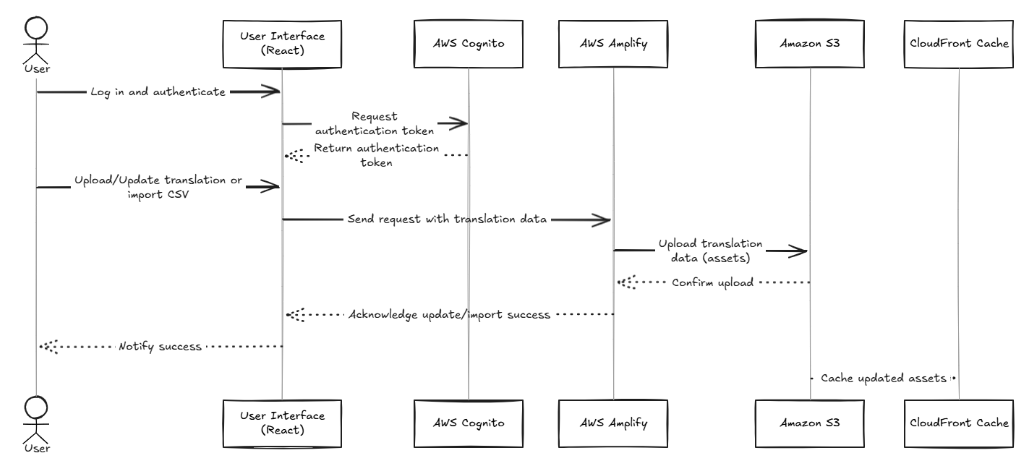 User
User Interface
(React)
AWS Cognito
AWS Amplify
Amazon S3
CloudFront Cache
Log in and authenticate
Request
authentication token
Return authentication
token
Upload/Update translation or
import CSV
Send request with translation data
Upload translation
data (assets)
Confirm upload
Acknowledge update/import success
Notify success
Cache updated assets
User
User Interface
(React)
AWS Cognito
AWS Amplify
Amazon S3
CloudFront Cache